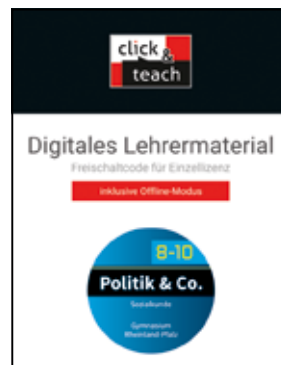 click &
teach
Digitales Lehrermaterial
Freischaltcode für Einzellizenz
inklusive Offline-Modus
8-10
Politik & Co.
Sozialkunde
Gymnasium
Rheinland-Pfalz